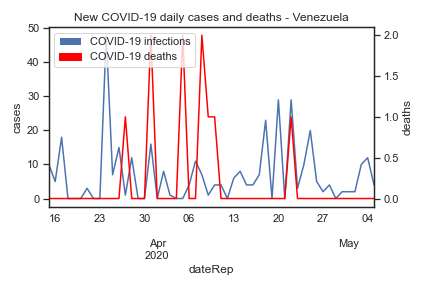 New COVID-19 daily cases and deaths - Venezuela
COVID-19 infections
COVID-19 deaths
50
40
30
20
10
0
cases
2.0
1.5
1.0
0.5
0.0
deaths
16 23 30 06 13 20 27 04
Apr May
2020
dateRep